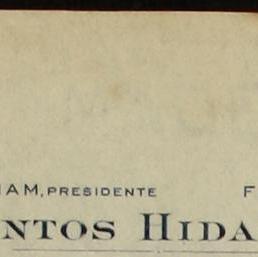 IAM, PRESIDENTE F
NTOS HIDA